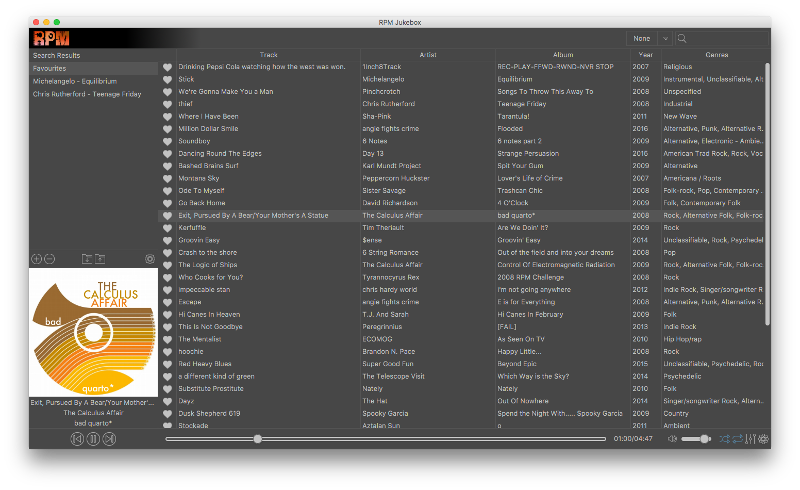 RPM Jukebox
RPM
None
Search Results
Favourites
Michelangelo - Equilibrium
Chris Rutherford - Teenage Friday
Track Artist Album Year Genres
Drinking Pepsi Cola watching how the west was won. 1Inch8Track REC-PLAY-FFWD-RWND-NVR STOP 2007 Religious
Stick Michelangelo Equilibrium 2009 Instrumental, Unclassifiable, Alt
We're Gonna Make You a Man Pinchcrotch Songs To Throw This Away To 2008 Unspecified
thief Chris Rutherford Teenage Friday 2008 Industrial
Where I Have Been Sha-Pink Tarantula! 2011 New Wave
Million Dollar Smile angie fights crime Flooded 2016 Alternative, Punk, Alternative R...
Soundboy 6 Notes 6 notes part 2 2009 Alternative, Electronic - Ambie...
Dancing Round The Edges Day 13 Strange Persuasion 2016 American Trad Rock, Rock, Voc
Bashed Brains Surf Karl Mundt Project Spit Your Gum 2009 Alternative
Montana Sky Peppercorn Huckster Lover's Life of Crime 2007 Americana / Roots
Ode To Myself Sister Savage Trashcan Chic 2008 Folk-rock, Pop, Contemporary
Go Back Home David Richardson 4 O'Clock 2009 Folk, Contemporary Folk
Exit, Pursued By A Bear/Your Mother's A Statue The Calculus Affair bad quarto* 2008 Rock, Alternative Folk, Folk-roc
Kerfuffle Tim Theriault Are We Doin' It? 2009 Rock
Groovin Easy $ense Groovin' Easy 2014 Unclassifiable, Rock, Psychedel
Crash to the shore 6 String Romance Out of the field and into your dreams 2008 Pop
The Logic of Ships The Calculus Affair Control Of Electromagnetic Radiation 2009 Rock, Alternative Folk, Folk-roc
Who Cooks for You? Tyrannocyrus Rex 2008 RPM Challenge 2008 Rock
impeccable stan chris hardy world I'm not going anywhere 2012 Indie Rock, Singer/songwriter R
Escape angie fights crime E is for Everything 2008 Alternative, Alternative Rock
Hi Canes In Heaven T.J. And Sarah Hi Canes In February 2009 Folk
This Is Not Goodbye Peregrinnius [FAIL] 2013 Indie Rock
The Mentalist ECOMOG As Seen On TV 2010 Hip Hop/rap
hoochie Brandon N. Pace Happy Little... 2008 Rock
Red Heavy Blues Super Good Fun Beyond Epic 2015 Unclassifiable, Psychedelic, Roc
a different kind of green The Telescope Visit Which Way is the Sky? 2014 Psychedelic
Substitute Prostitute Nately Nately 2010 Folk
Dayz The Hat Out Of Nowhere 2014 Singer/songwriter Rock, Altern...
Dusk Shepherd 619 Spooky Garcia Spend the Night With..... Spooky Garcia 2009 Country
Stockade Aztalan Sun o 2011 Ambient
THE
CALCULUS
AFFAIR
bad
quarto*
Exit, Pursued By A Bear/Your Mother'...
The Calculus Affair
bad quarto*
01:00/04:47